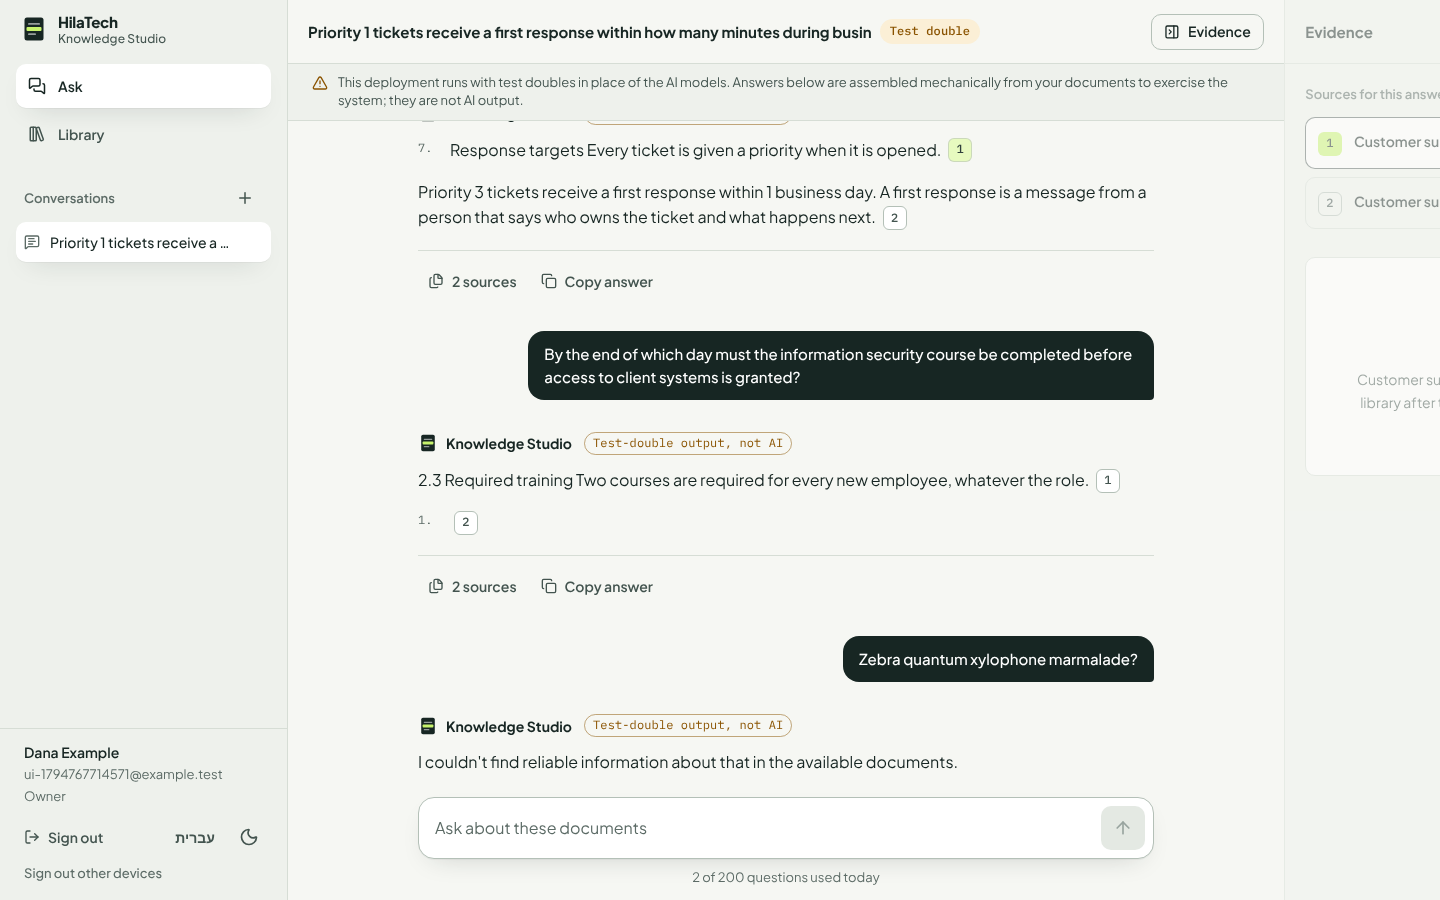 HilaTech
Knowledge Studio
Ask
Library
Conversations
Priority 1 tickets receive a ...
Dana Example
ui-1794767714571@example.test
Owner
Sign out
עברית
Sign out other devices
Priority 1 tickets receive a first response within how many minutes during busin
Test double
Evidence
This deployment runs with test doubles in place of the AI models. Answers below are assembled mechanically from your documents to exercise the
system; they are not AI output.
7. Response targets Every ticket is given a priority when it is opened. 1
Priority 3 tickets receive a first response within 1 business day. A first response is a message from a
person that says who owns the ticket and what happens next. 2
2 sources
Copy answer
By the end of which day must the information security course be completed before
access to client systems is granted?
Knowledge Studio
Test-double output, not AI
2.3 Required training Two courses are required for every new employee, whatever the role. 1
1. 2
2 sources
Copy answer
Zebra quantum xylophone marmalade?
Knowledge Studio
Test-double output, not AI
I couldn't find reliable information about that in the available documents.
Ask about these documents
2 of 200 questions used today
Evidence
Sources for this answe
1 Customer su
2 Customer su
Customer su
library after